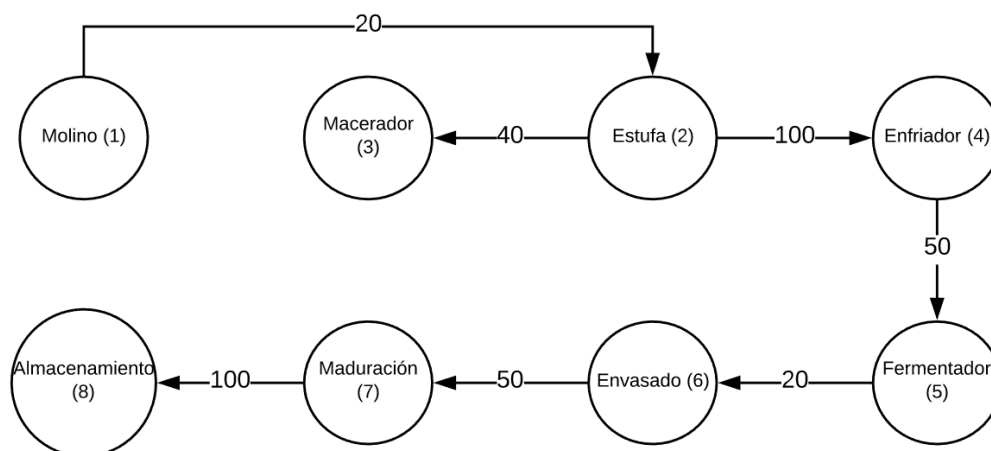 20
Molino (1)
Macerador
(3)
40
Estufa (2)
100
Enfriador (4)
50
Almacenamiento
(8)
100
Maduración
(7)
50
Envasado (6)
20
Fermentador
(5)